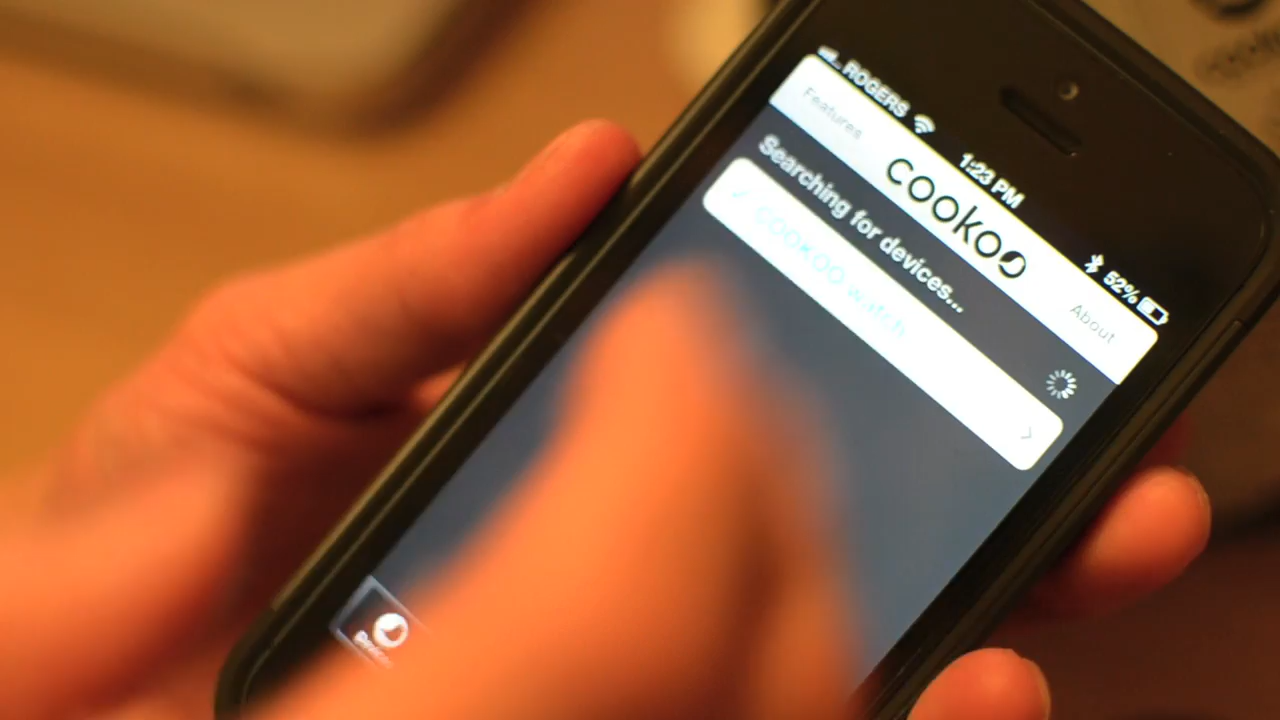 ROGERS 1:23 PM 52%
Features cookoo About
Searching for devices...
COOKOO watch